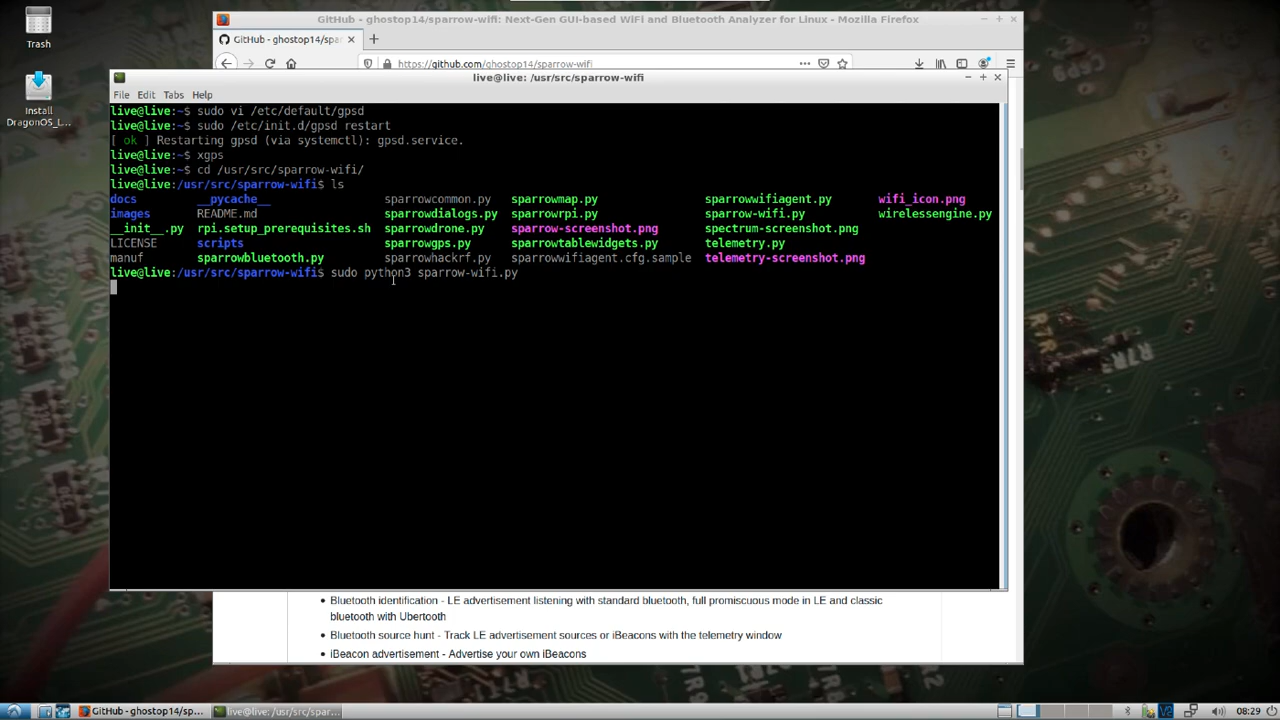 Trash
Install
DragonOS_L...
GitHub - ghostop14/sparrow-wifi: Next-Gen GUI-based WiFi and Bluetooth Analyzer for Linux - Mozilla Firefox
GitHub - ghostop14/spar
https://github.com/ghostop14/sparrow-wifi
live@live: /usr/src/sparrow-wifi
File Edit Tabs Help
live@live:~$ sudo vi /etc/default/gpsd
live@live:~$ sudo /etc/init.d/gpsd restart
[ ok ] Restarting gpsd (via systemctl): gpsd.service.
live@live:~$ xgps
live@live:~$ cd /usr/src/sparrow-wifi/
live@live:/usr/src/sparrow-wifi$ ls
docs __pycache__ sparrowcommon.py sparrowmap.py sparrowwifiagent.py wifi_icon.png
images README.md sparrowdialogs.py sparrowrpi.py sparrow-wifi.py wirelessengine.py
__init__.py rpi.setup_prerequisites.sh sparrowdrone.py sparrow-screenshot.png spectrum-screenshot.png
LICENSE scripts sparrowgps.py sparrowtablewidgets.py telemetry.py
manuf sparrowbluetooth.py sparrowhackrf.py sparrowwifiagent.cfg.sample telemetry-screenshot.png
live@live:/usr/src/sparrow-wifi$ sudo python3 sparrow-wifi.py
• Bluetooth identification - LE advertisement listening with standard bluetooth, full promiscuous mode in LE and classic
bluetooth with Ubertooth
• Bluetooth source hunt - Track LE advertisement sources or iBeacons with the telemetry window
• iBeacon advertisement - Advertise your own iBeacons
GitHub - ghostop14/sp... live@live: /usr/src/spar... 08:29